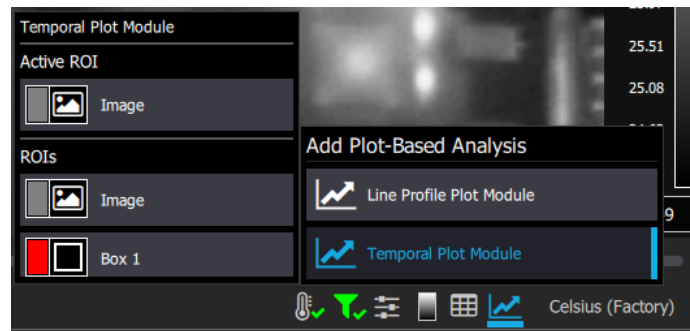 Temporal Plot Module
Active ROI
Image
ROIs
Image
Box 1
25.51
25.08
Add Plot-Based Analysis
Line Profile Plot Module
9
Temporal Plot Module
Celsius (Factory)